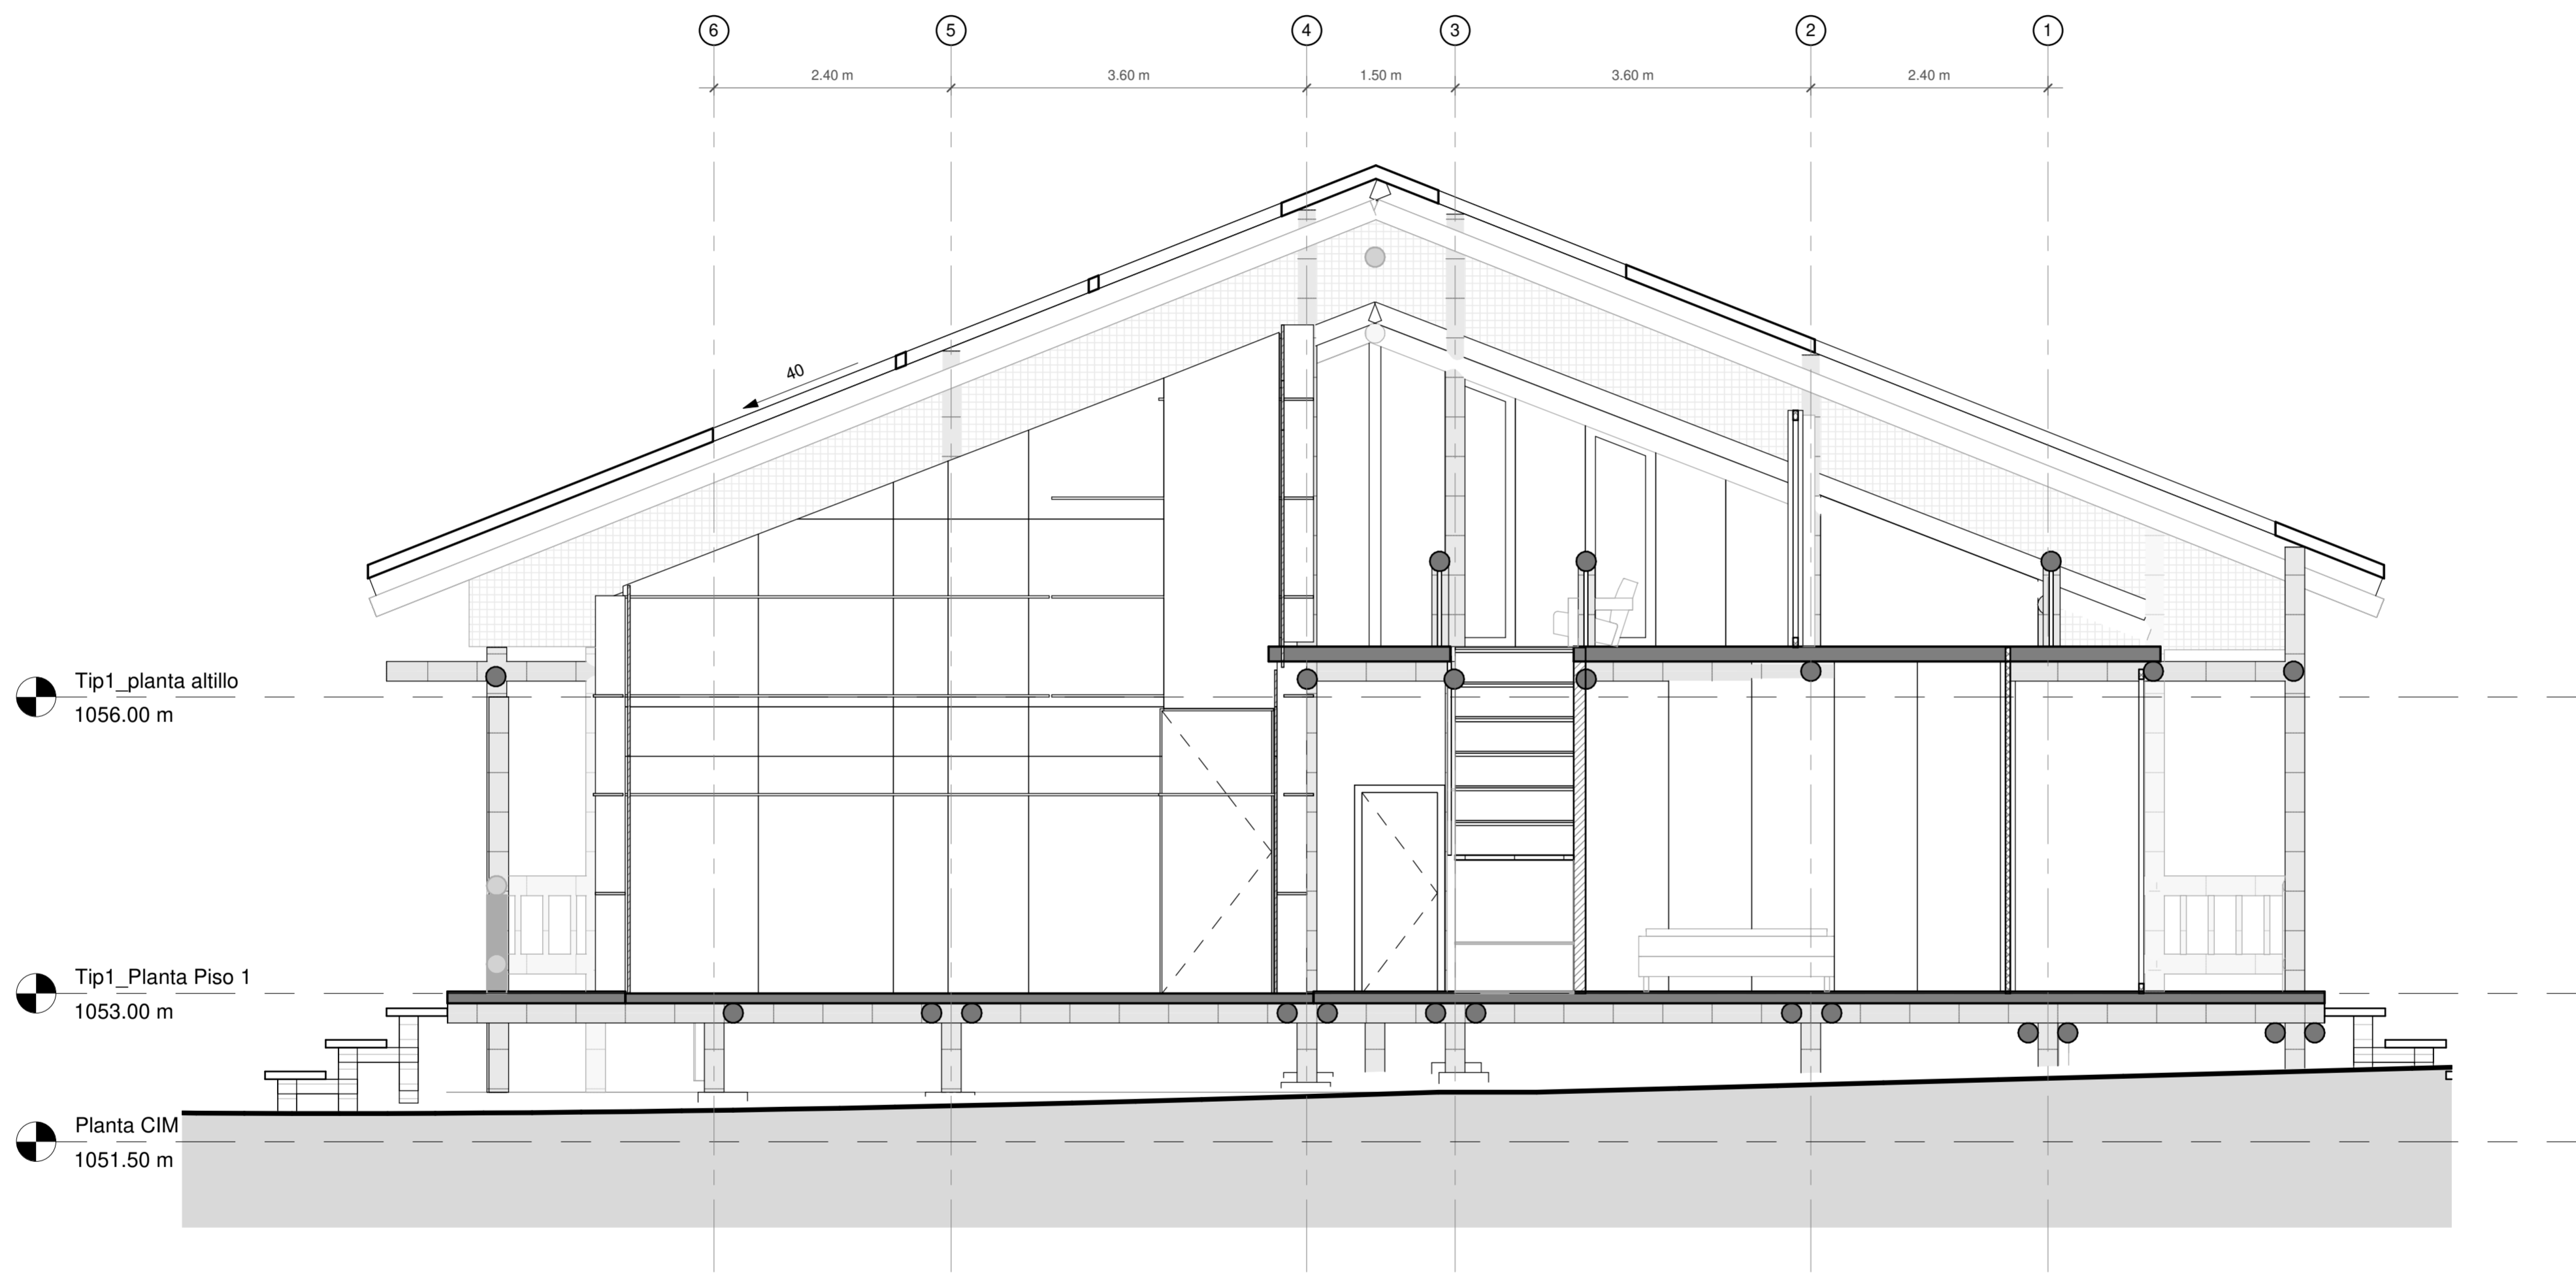 6 5 4 3 2 1
2.40 m 3.60 m 1.50 m 3.60 m 2.40 m
40
Tip1_planta altillo
1056.00 m
Tip1_Planta Piso 1
1053.00 m
Planta CIM
1051.50 m